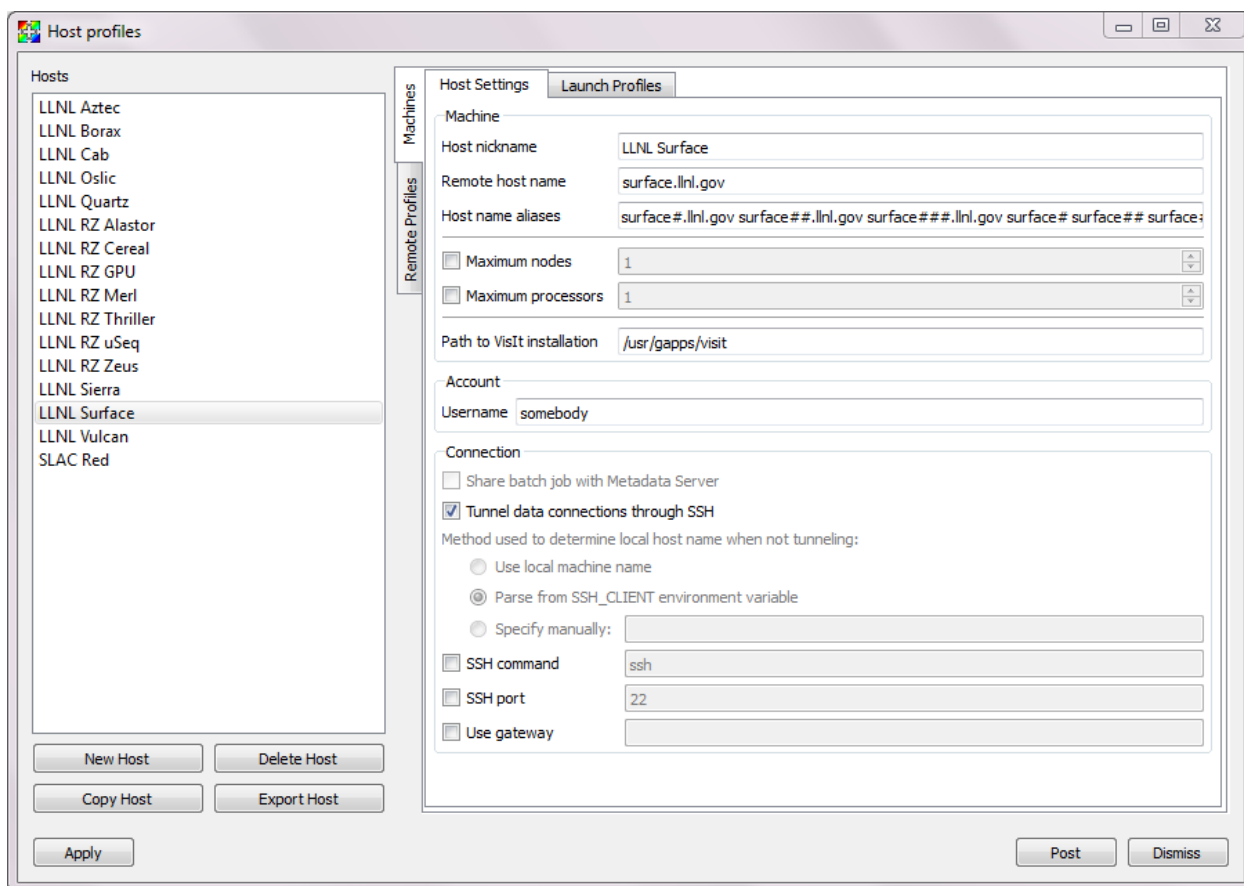 Host profiles
Hosts
LLNL Aztec
LLNL Borax
LLNL Cab
LLNL Oslic
LLNL Quartz
LLNL RZ Alastor
LLNL RZ Cereal
LLNL RZ GPU
LLNL RZ Merl
LLNL RZ Thriller
LLNL RZ uSeq
LLNL RZ Zeus
LLNL Sierra
LLNL Surface
LLNL Vulcan
SLAC Red
New Host Delete Host
Copy Host Export Host
Machines
Remote Profiles
Host Settings Launch Profiles
Machine
Host nickname LLNL Surface
Remote host name surface.llnl.gov
Host name aliases surface#.llnl.gov surface##.llnl.gov surface###.llnl.gov surface# surface## surface#
Maximum nodes 1
Maximum processors 1
Path to VisIt installation /usr/gapps/visit
Account
Username somebody
Connection
Share batch job with Metadata Server
Tunnel data connections through SSH
Method used to determine local host name when not tunneling:
Use local machine name
Parse from SSH_CLIENT environment variable
Specify manually:
SSH command ssh
SSH port 22
Use gateway
Apply Post Dismiss